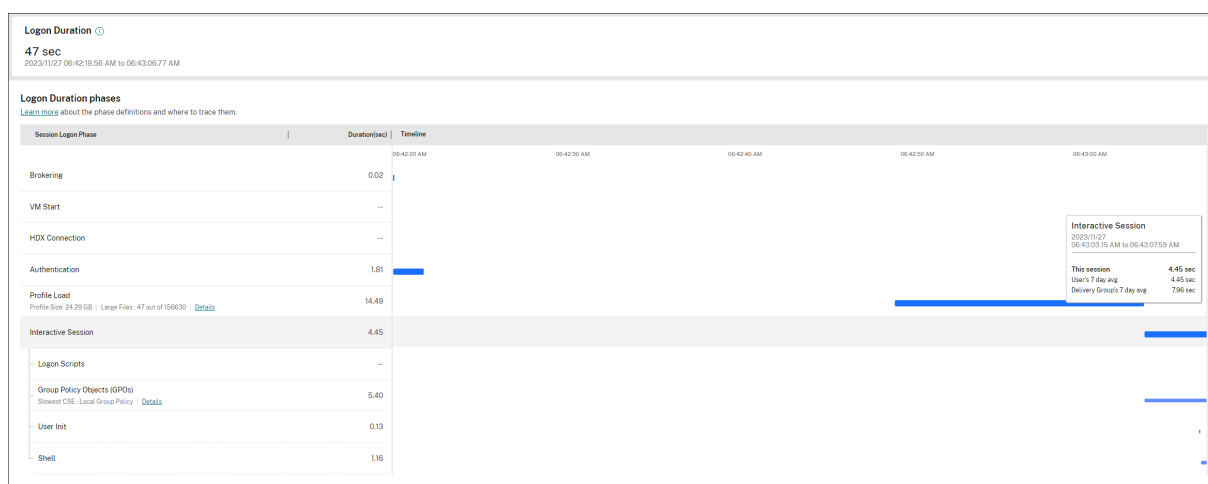 Logon Duration
47 sec
2023/11/27 06:42:19.56 AM to 06:43:06.77 AM
Logon Duration phases
Learn more about the phase definitions and where to trace them.
Session Logon Phase | Duration(sec) | Timeline
06:42:20 AM 06:42:30 AM 06:42:40 AM 06:42:50 AM 06:43:00 AM
Brokering 0.02
VM Start --
HDX Connection --
Interactive Session
2023/11/27
06:43:03.15 AM to 06:43:07.59 AM
This session 4.45 sec
User's 7 day avg 4.45 sec
Delivery Group's 7 day avg 7.96 sec
Authentication 1.81
Profile Load 14.49
Profile Size: 24.29 GB | Large Files : 47 out of 156630 | Details
Interactive Session 4.45
Logon Scripts --
Group Policy Objects (GPOs) 5.40
Slowest CSE : Local Group Policy | Details
User Init 0.13
Shell 1.16